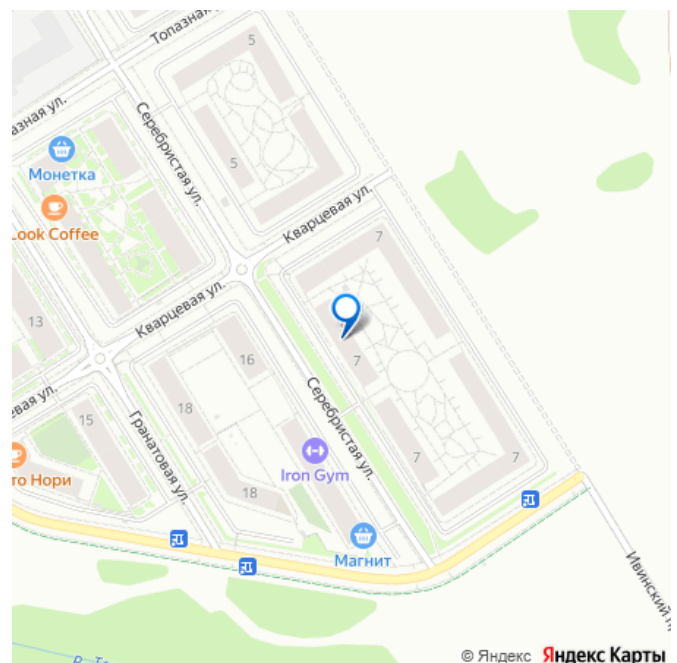 Топазная
5
азная ул.
Серебристая ул.
Монетка
5
Look Coffee
Кварцевая ул.
7
Кварцевая ул.
13
16
7
евая ул.
18
15
Гранатовая ул.
Серебристая ул.
то Нори
Iron Gym
7
7
18
Магнит
Ивинский
© Яндекс Яндекс Карты